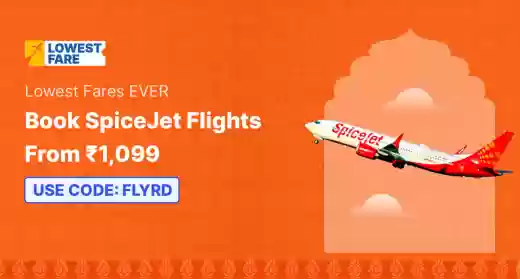 LOWEST
FARE
Lowest Fares EVER
Book SpiceJet Flights
From ₹1,099
USE CODE: FLYRD
SpiceJet